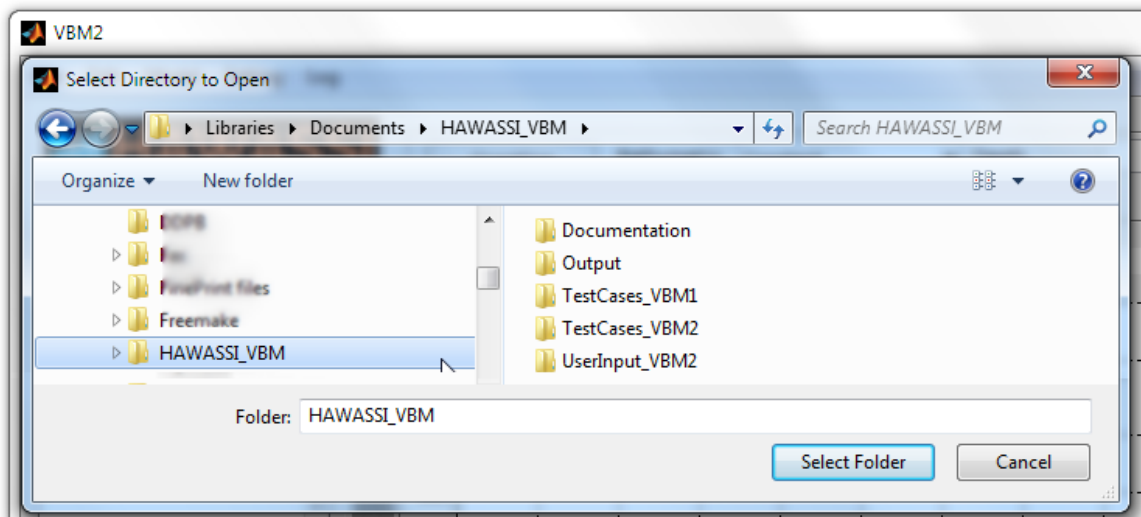 VBM2
Select Directory to Open
Libraries Documents HAWASSI_VBM
Search HAWASSI_VBM
Organize New folder
Freemake
HAWASSI_VBM
Documentation
Output
TestCases_VBM1
TestCases_VBM2
UserInput_VBM2
Folder: HAWASSI_VBM
Select Folder Cancel